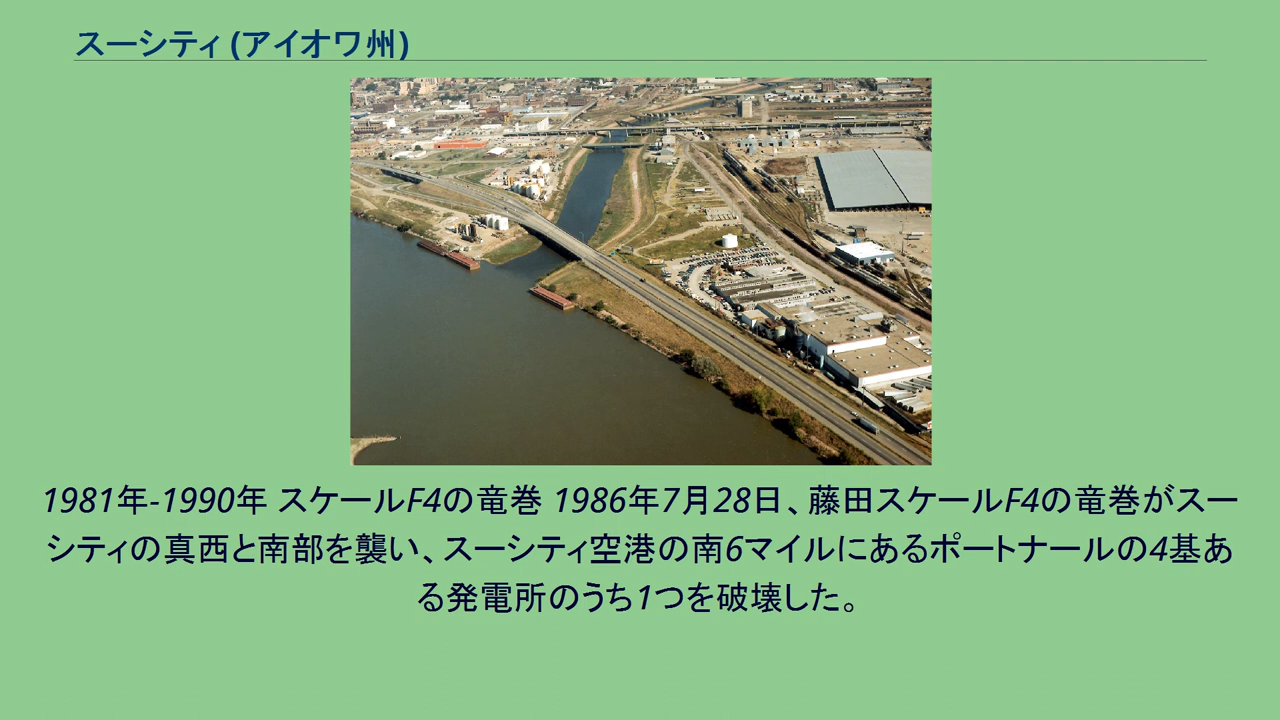 スーシティ (アイオワ州)
1981年-1990年 スケールF4の竜巻 1986年7月28日、藤田スケールF4の竜巻がスー
シティの真西と南部を襲い、スーシティ空港の南6マイルにあるポートナールの4基あ
る発電所のうち1つを破壊した。